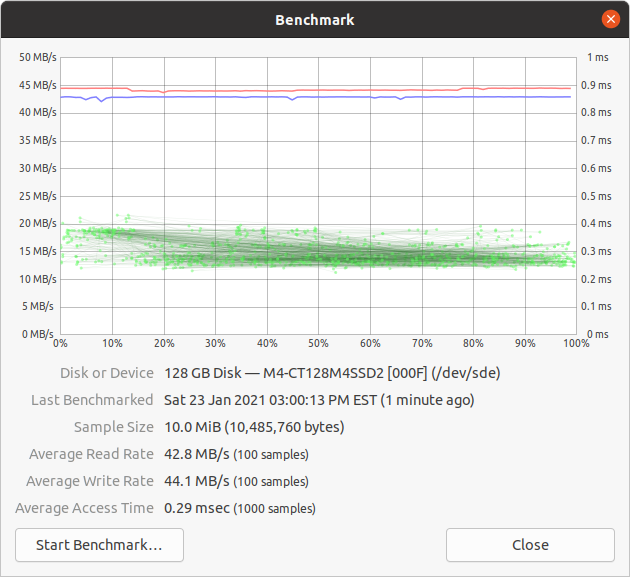 Benchmark
50 MB/s 1 ms
45 MB/s 0.9 ms
40 MB/s 0.8 ms
35 MB/s 0.7 ms
30 MB/s 0.6 ms
25 MB/s 0.5 ms
20 MB/s 0.4 ms
15 MB/s 0.3 ms
10 MB/s 0.2 ms
5 MB/s 0.1 ms
0 MB/s 0 ms
0% 10% 20% 30% 40% 50% 60% 70% 80% 90% 100%
Disk or Device 128 GB Disk — M4-CT128M4SSD2 [000F] (/dev/sde)
Last Benchmarked Sat 23 Jan 2021 03:00:13 PM EST (1 minute ago)
Sample Size 10.0 MiB (10,485,760 bytes)
Average Read Rate 42.8 MB/s (100 samples)
Average Write Rate 44.1 MB/s (100 samples)
Average Access Time 0.29 msec (1000 samples)
Start Benchmark… Close